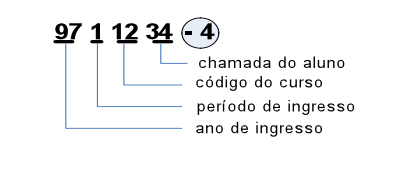 97 1 12 34 - 4
chamada do aluno
código do curso
período de ingresso
ano de ingresso